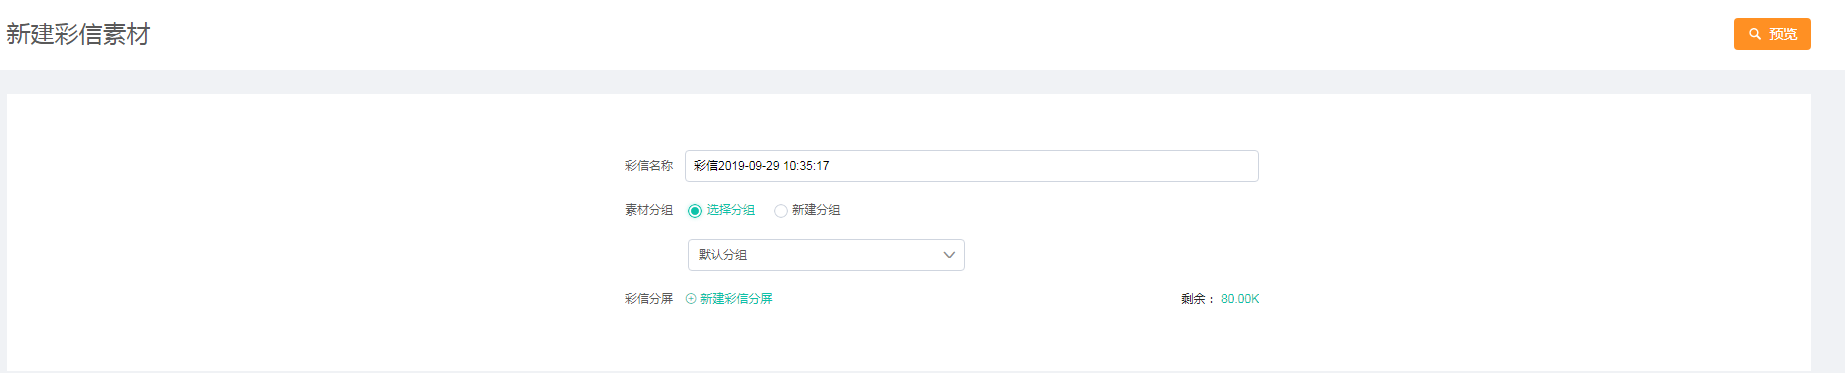 新建彩信素材
预览
彩信名称 彩信2019-09-29 10:35:17
素材分组 选择分组 新建分组
默认分组
彩信分屏 新建彩信分屏 剩余： 80.00K